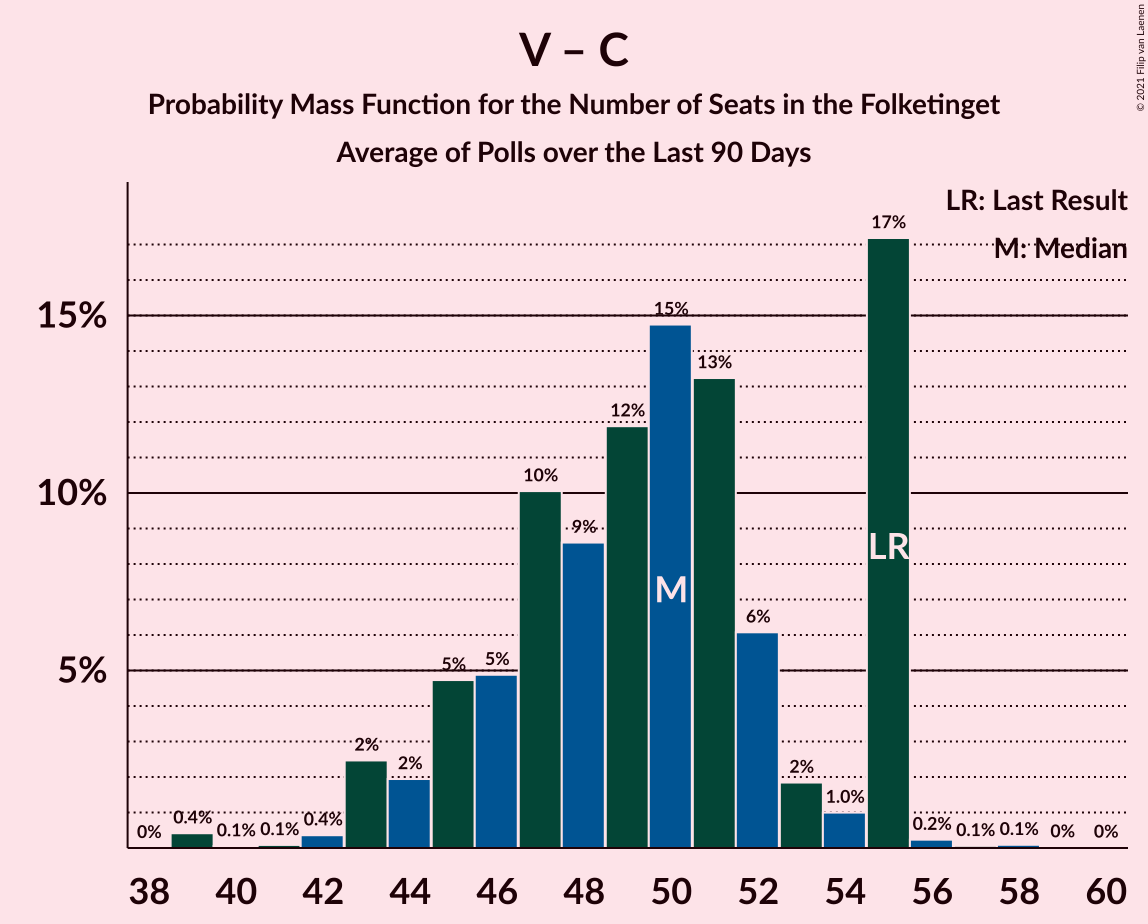 V – C
Probability Mass Function for the Number of Seats in the Folketinget
Average of Polls over the Last 90 Days
© 2021 Filip van Laenen
LR: Last Result
M: Median
15%
10%
5%
0%
0.4%
0.1%
0.1%
0.4%
2%
2%
5%
5%
10%
9%
12%
15%
13%
6%
2%
1.0%
17%
0.2%
0.1%
0.1%
0%
0%
M
LR
38 40 42 44 46 48 50 52 54 56 58 60